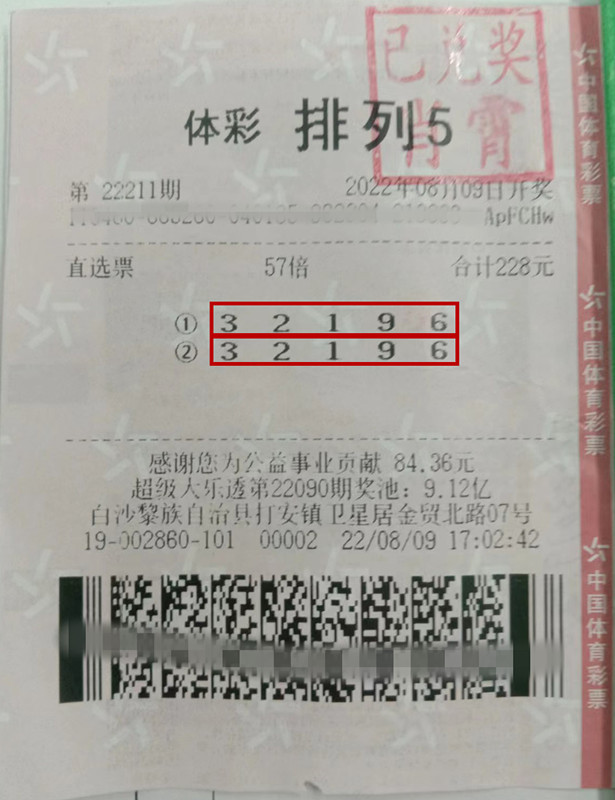 已兑奖
肖霄
体彩 排列5
第 22211期 2022年08月09日开奖
ApFCHw
直选票 57倍 合计228元
① 3 2 1 9 6
② 3 2 1 9 6
感谢您为公益事业贡献 84.36元
超级大乐透第22090期奖池：9.12亿
白沙黎族自治县打安镇卫星居金贸北路07号
19-002860-101 00002 22/08/09 17:02:42
中国体育彩票
中国体育彩票
中国体育彩票